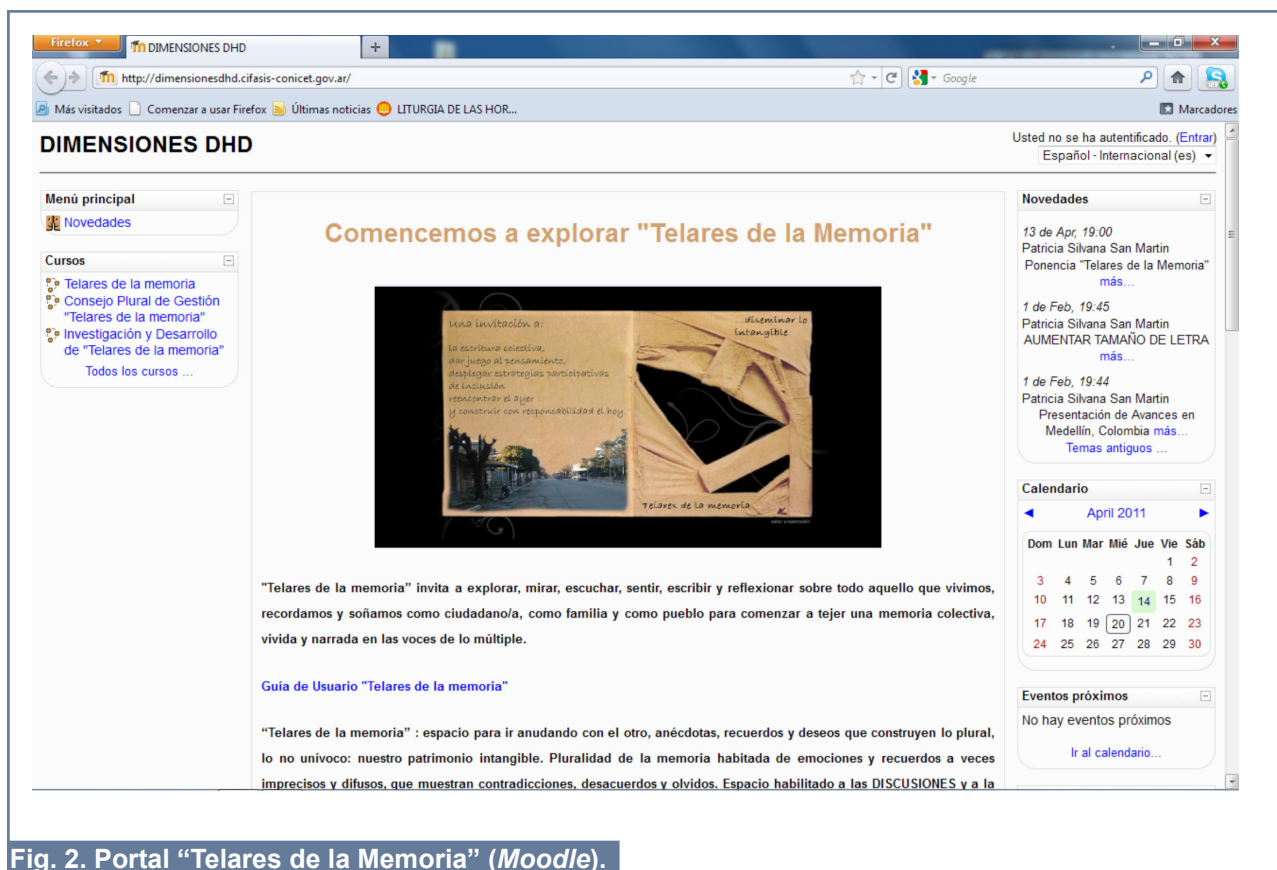 Firefox
DIMENSIONES DHD
http://dimensionesdhd.cifasis-conicet.gov.ar/
Google
Más visitados
Comenzar a usar Firefox
Últimas noticias
LITURGIA DE LAS HOR...
Marcadores
DIMENSIONES DHD
Usted no se ha autentificado. (Entrar)
Español - Internacional (es)
Menú principal
Novedades
Cursos
Telares de la memoria
Consejo Plural de Gestión
"Telares de la memoria"
Investigación y Desarrollo
de "Telares de la memoria"
Todos los cursos ...
Comencemos a explorar "Telares de la Memoria"
Una invitación a:
la escritura colectiva,
dar juego al pensamiento,
desplegar estrategias participativas
de inclusión
reencontrar el ayer
y construir con responsabilidad el hoy
...diseminar lo
intangible
Telares de la memoria
saltar presentación
"Telares de la memoria" invita a explorar, mirar, escuchar, sentir, escribir y reflexionar sobre todo aquello que vivimos,
recordamos y soñamos como ciudadano/a, como familia y como pueblo para comenzar a tejer una memoria colectiva,
vivida y narrada en las voces de lo múltiple.
Guía de Usuario "Telares de la memoria"
“Telares de la memoria” : espacio para ir anudando con el otro, anécdotas, recuerdos y deseos que construyen lo plural,
lo no unívoco: nuestro patrimonio intangible. Pluralidad de la memoria habitada de emociones y recuerdos a veces
imprecisos y difusos, que muestran contradicciones, desacuerdos y olvidos. Espacio habilitado a las DISCUSIONES y a la
Novedades
13 de Apr, 19:00
Patricia Silvana San Martin
Ponencia "Telares de la Memoria"
más...
1 de Feb, 19:45
Patricia Silvana San Martin
AUMENTAR TAMAÑO DE LETRA
más...
1 de Feb, 19:44
Patricia Silvana San Martin
Presentación de Avances en
Medellín, Colombia más...
Temas antiguos ...
Calendario
April 2011
Dom Lun Mar Mié Jue Vie Sáb
1 2
3 4 5 6 7 8 9
10 11 12 13 14 15 16
17 18 19 20 21 22 23
24 25 26 27 28 29 30
Eventos próximos
No hay eventos próximos
Ir al calendario...
Fig. 2. Portal “Telares de la Memoria” (Moodle).